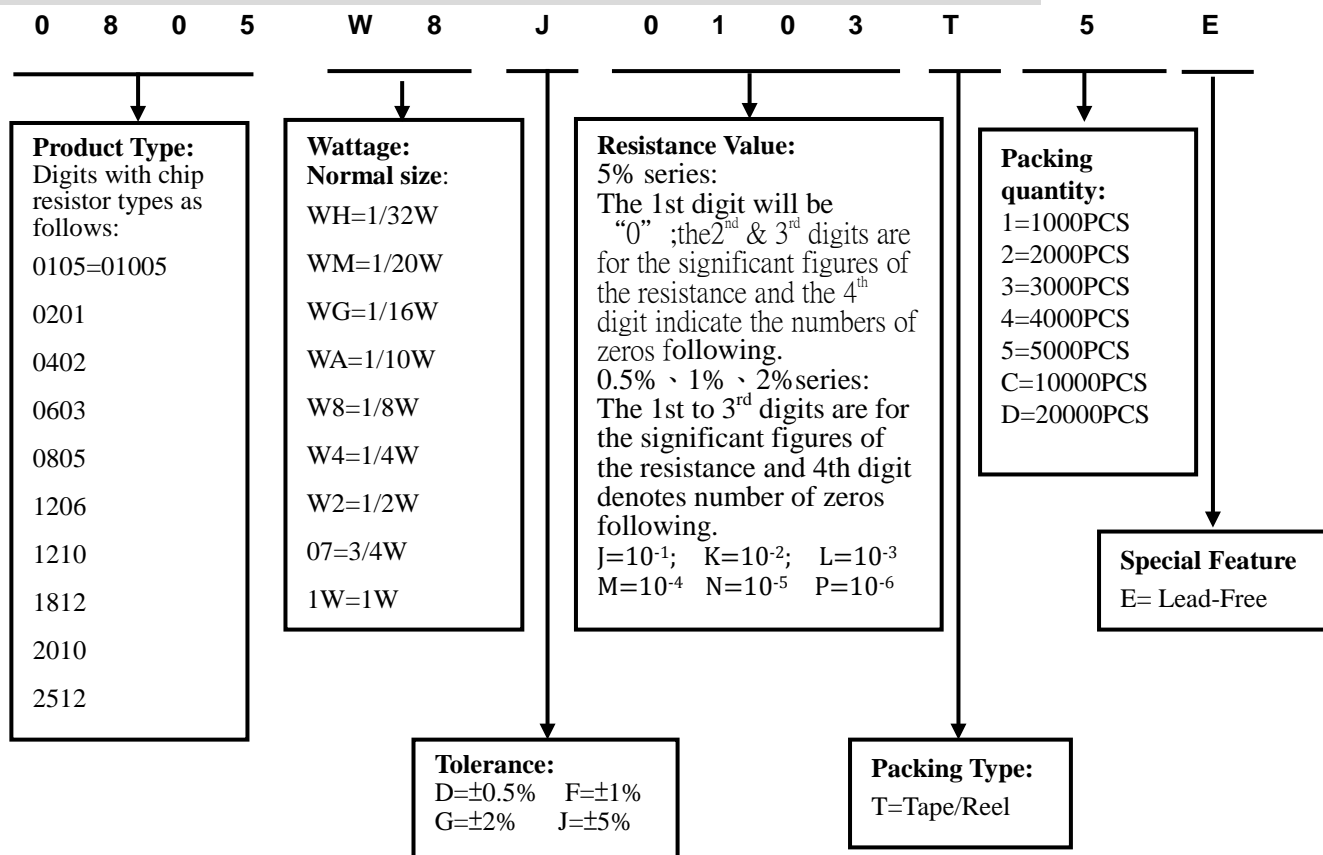 0 8 0 5 W 8 J 0 1 0 3 T 5 E
Product Type:
Digits with chip
resistor types as
follows:
0105=01005
0201
0402
0603
0805
1206
1210
1812
2010
2512
Wattage:
Normal size:
WH=1/32W
WM=1/20W
WG=1/16W
WA=1/10W
W8=1/8W
W4=1/4W
W2=1/2W
07=3/4W
1W=1W
Resistance Value:
5% series:
The 1st digit will be
“0” ;the2nd & 3rd digits are
for the significant figures of
the resistance and the 4th
digit indicate the numbers of
zeros following.
0.5%、1%、2%series:
The 1st to 3rd digits are for
the significant figures of
the resistance and 4th digit
denotes number of zeros
following.
J=10-1; K=10-2; L=10-3
M=10-4 N=10-5 P=10-6
Packing
quantity:
1=1000PCS
2=2000PCS
3=3000PCS
4=4000PCS
5=5000PCS
C=10000PCS
D=20000PCS
Special Feature
E= Lead-Free
Tolerance:
D=±0.5% F=±1%
G=±2% J=±5%
Packing Type:
T=Tape/Reel